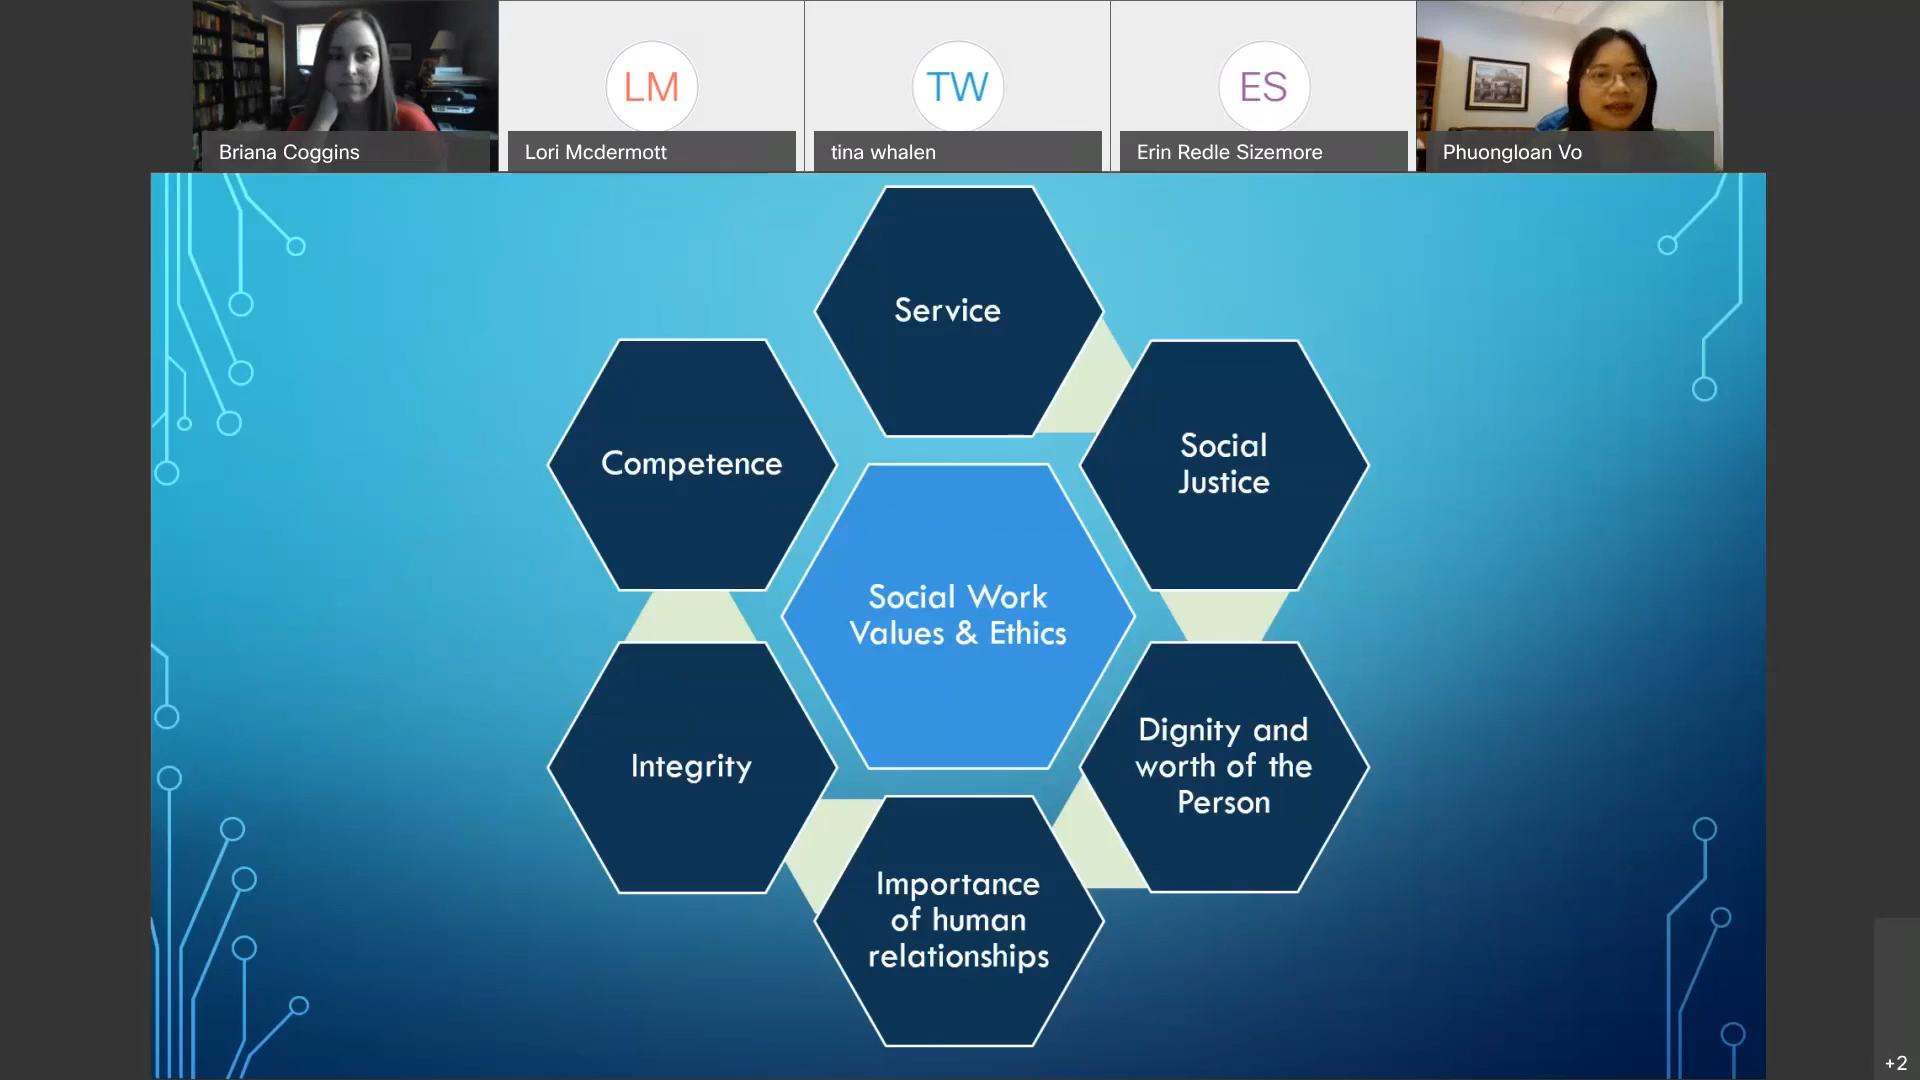 LM
TW
ES
Briana Coggins
Lori Mcdermott
tina whalen
Erin Redle Sizemore
Phuongloan Vo
Service
Competence
Social
Justice
Social Work
Values & Ethics
Integrity
Dignity and
worth of the
Person
Importance
of human
relationships
+2